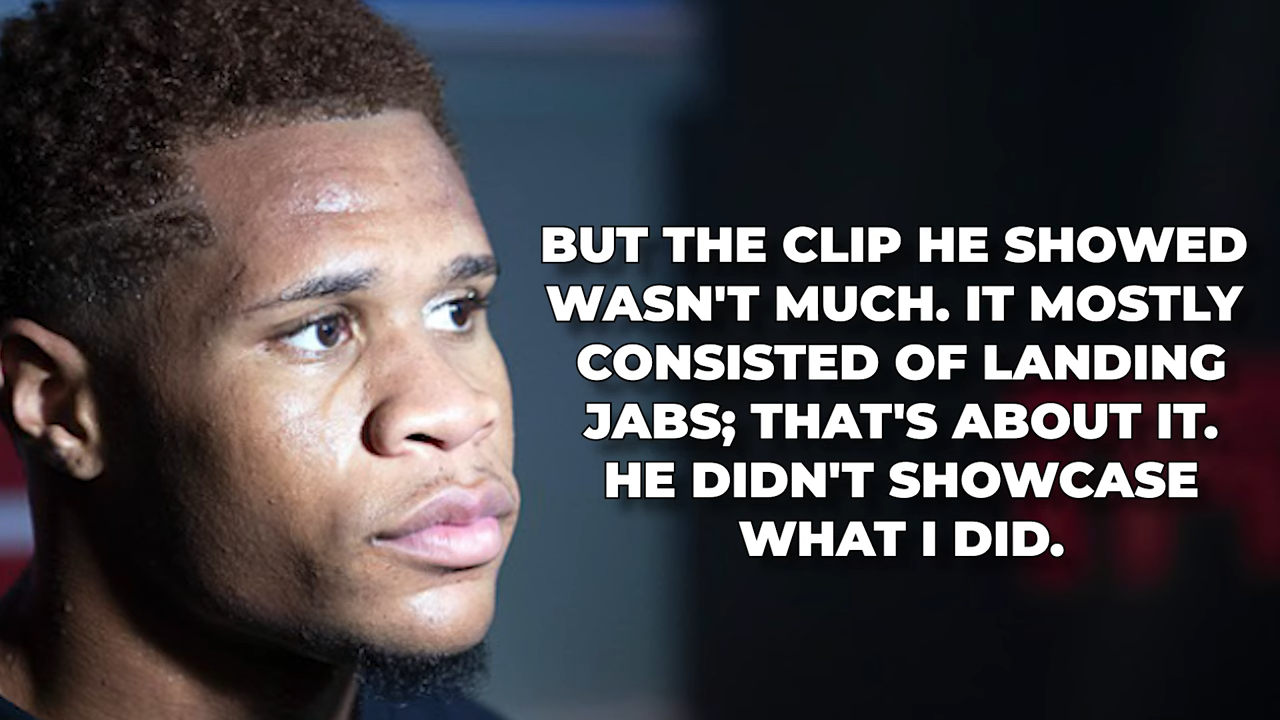 BUT THE CLIP HE SHOWED
WASN'T MUCH. IT MOSTLY
CONSISTED OF LANDING
JABS; THAT'S ABOUT IT.
HE DIDN'T SHOWCASE
WHAT I DID.